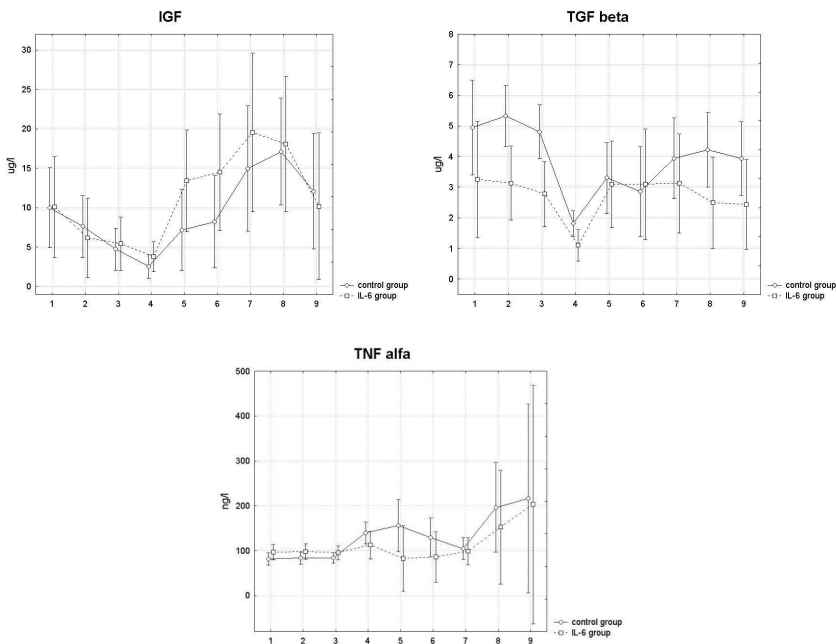 IGF
ug/l
30
25
20
15
10
5
0
1 2 3 4 5 6 7 8 9
control group
IL-6 group
TGF beta
ug/l
8
7
6
5
4
3
2
1
0
1 2 3 4 5 6 7 8 9
control group
IL-6 group
TNF alfa
ng/l
500
400
300
200
100
0
1 2 3 4 5 6 7 8 9
control group
IL-6 group